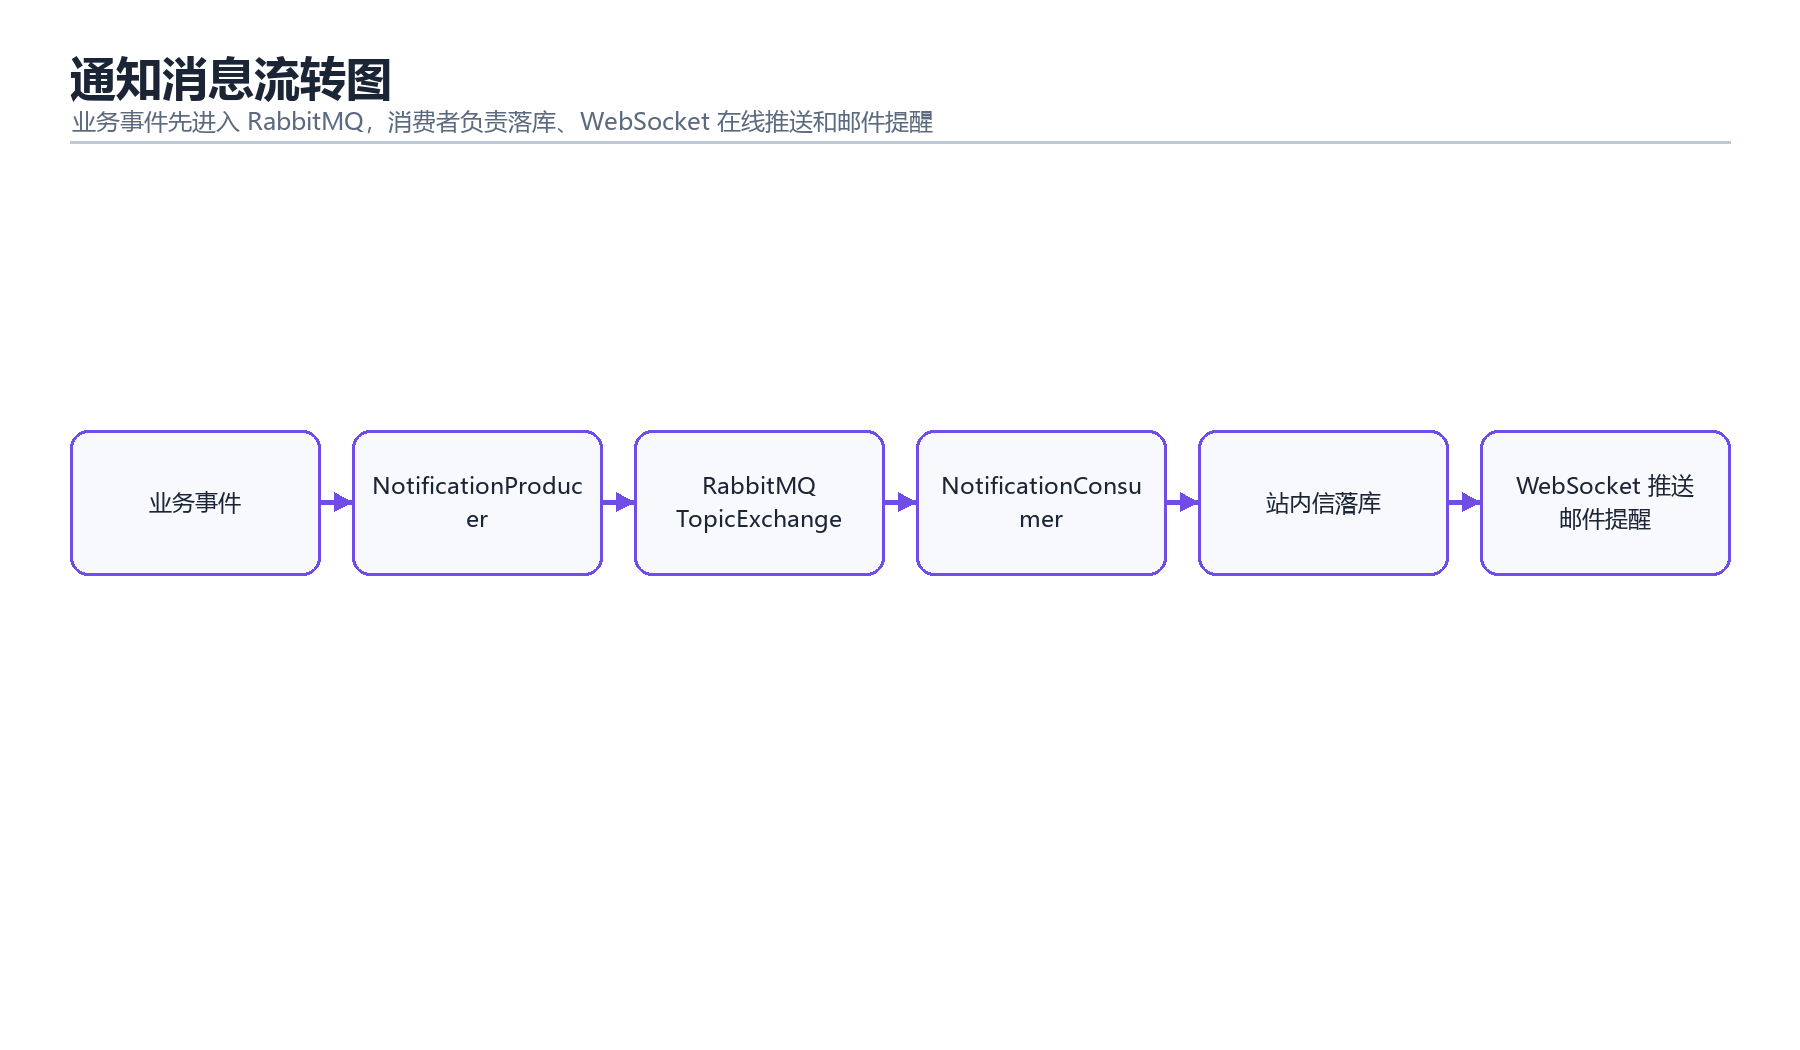 通知消息流转图
业务事件先进入 RabbitMQ，消费者负责落库、WebSocket 在线推送和邮件提醒
业务事件
NotificationProduc
er
RabbitMQ
TopicExchange
NotificationConsu
mer
站内信落库
WebSocket 推送
邮件提醒